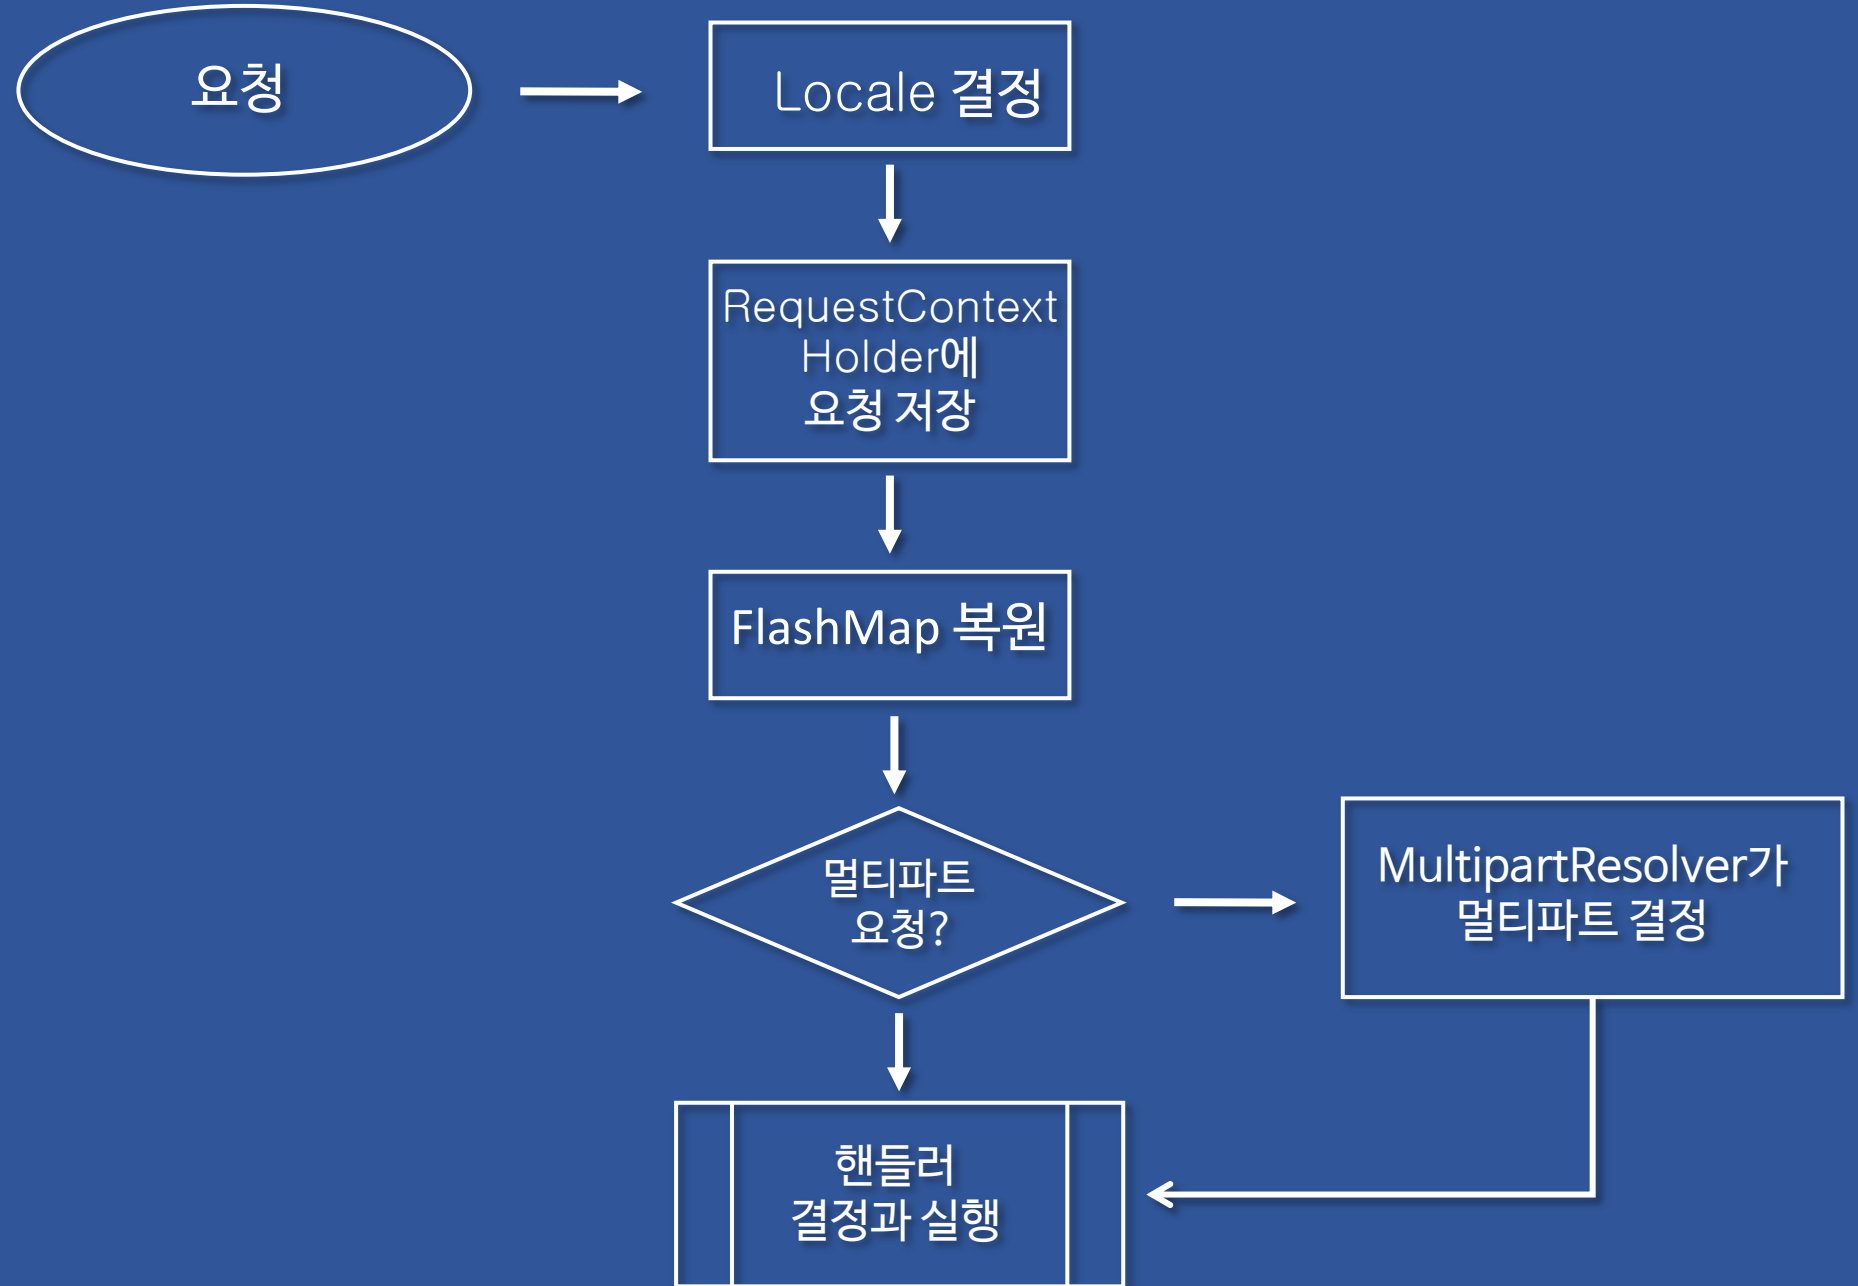 요청
Locale 결정
RequestContext
Holder에
요청 저장
FlashMap 복원
멀티파트
요청?
MultipartResolver가
멀티파트 결정
핸들러
결정과 실행